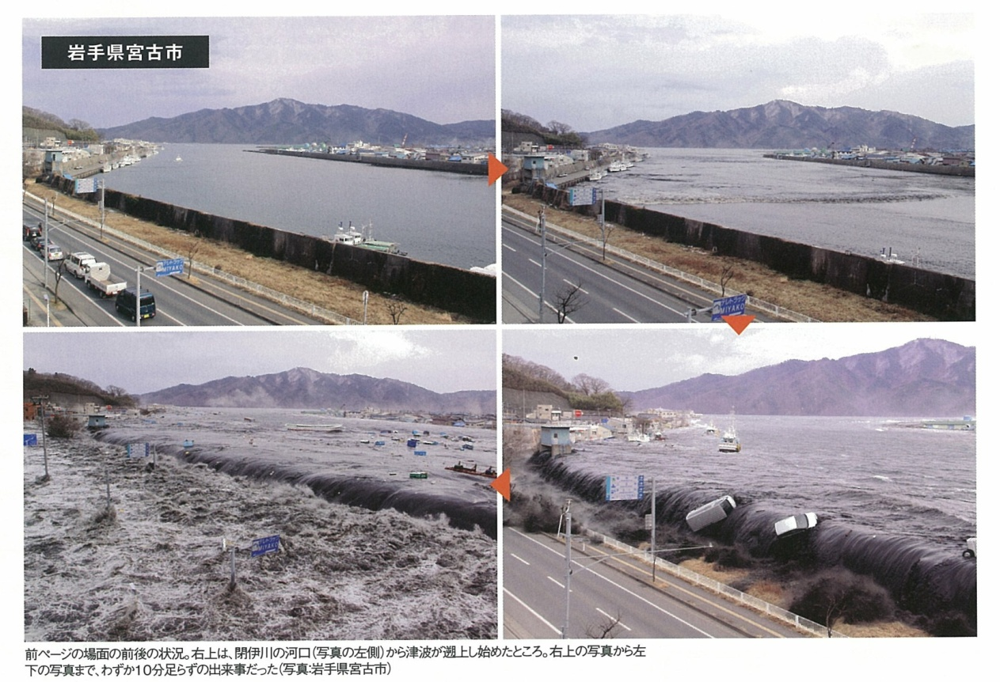 岩手県宮古市
MIYAKO
MIYAKO
MIYAKO
前ページの場面の前後の状況。右上は、閉伊川の河口（写真の左側）から津波が遡上し始めたところ。右上の写真から左
下の写真まで、わずか10分足らずの出来事だった（写真：岩手県宮古市）